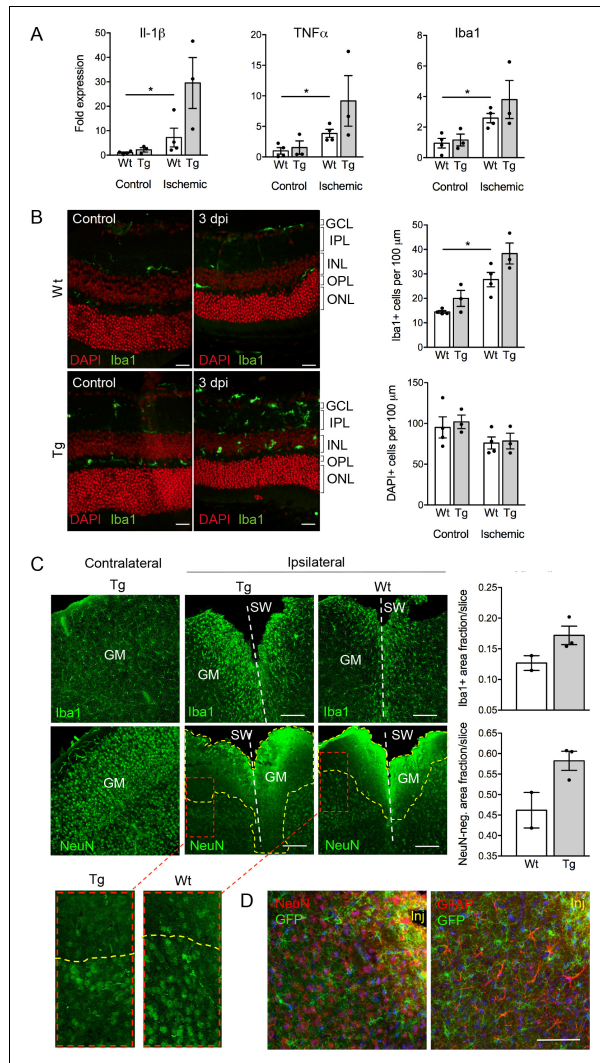 A
Il-1β
TNFα
Iba1
Fold expression
50
40
30
20
10
0
*
Wt Tg Wt Tg
Control Ischemic
20
15
10
5
0
*
Wt Tg Wt Tg
Control Ischemic
8
6
4
2
0
*
Wt Tg Wt Tg
Control Ischemic
B
Wt
Control
DAPI Iba1
3 dpi
DAPI Iba1
GCL
IPL
INL
OPL
ONL
Tg
Control
DAPI Iba1
3 dpi
DAPI Iba1
GCL
IPL
INL
OPL
ONL
Iba1+ cells per 100 µm
50
40
30
20
10
0
*
Wt Tg Wt Tg
DAPI+ cells per 100 µm
150
100
50
0
Wt Tg Wt Tg
Control Ischemic
C
Contralateral
Ipsilateral
Tg
Tg
Wt
GM
Iba1
SW
GM
Iba1
SW
GM
Iba1
GM
NeuN
SW
GM
NeuN
SW
GM
NeuN
Iba1+ area fraction/slice
0.25
0.20
0.15
0.10
0.05
NeuN-neg. area fraction/slice
0.65
0.60
0.55
0.50
0.45
0.40
0.35
Wt Tg
Tg
Wt
D
NeuN
GFP
Inj
GFAP
GFP
Inj